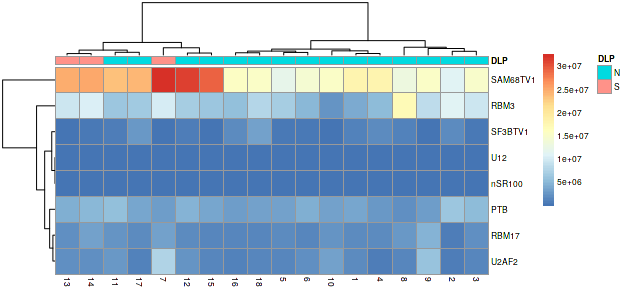 DLP
SAM68TV1
RBM3
SF3BTV1
U12
nSR100
PTB
RBM17
U2AF2
13 14 11 17 7 12 15 16 18 5 6 10 1 4 8 9 2 3
3e+07
2.5e+07
2e+07
1.5e+07
1e+07
5e+06
DLP
N
S